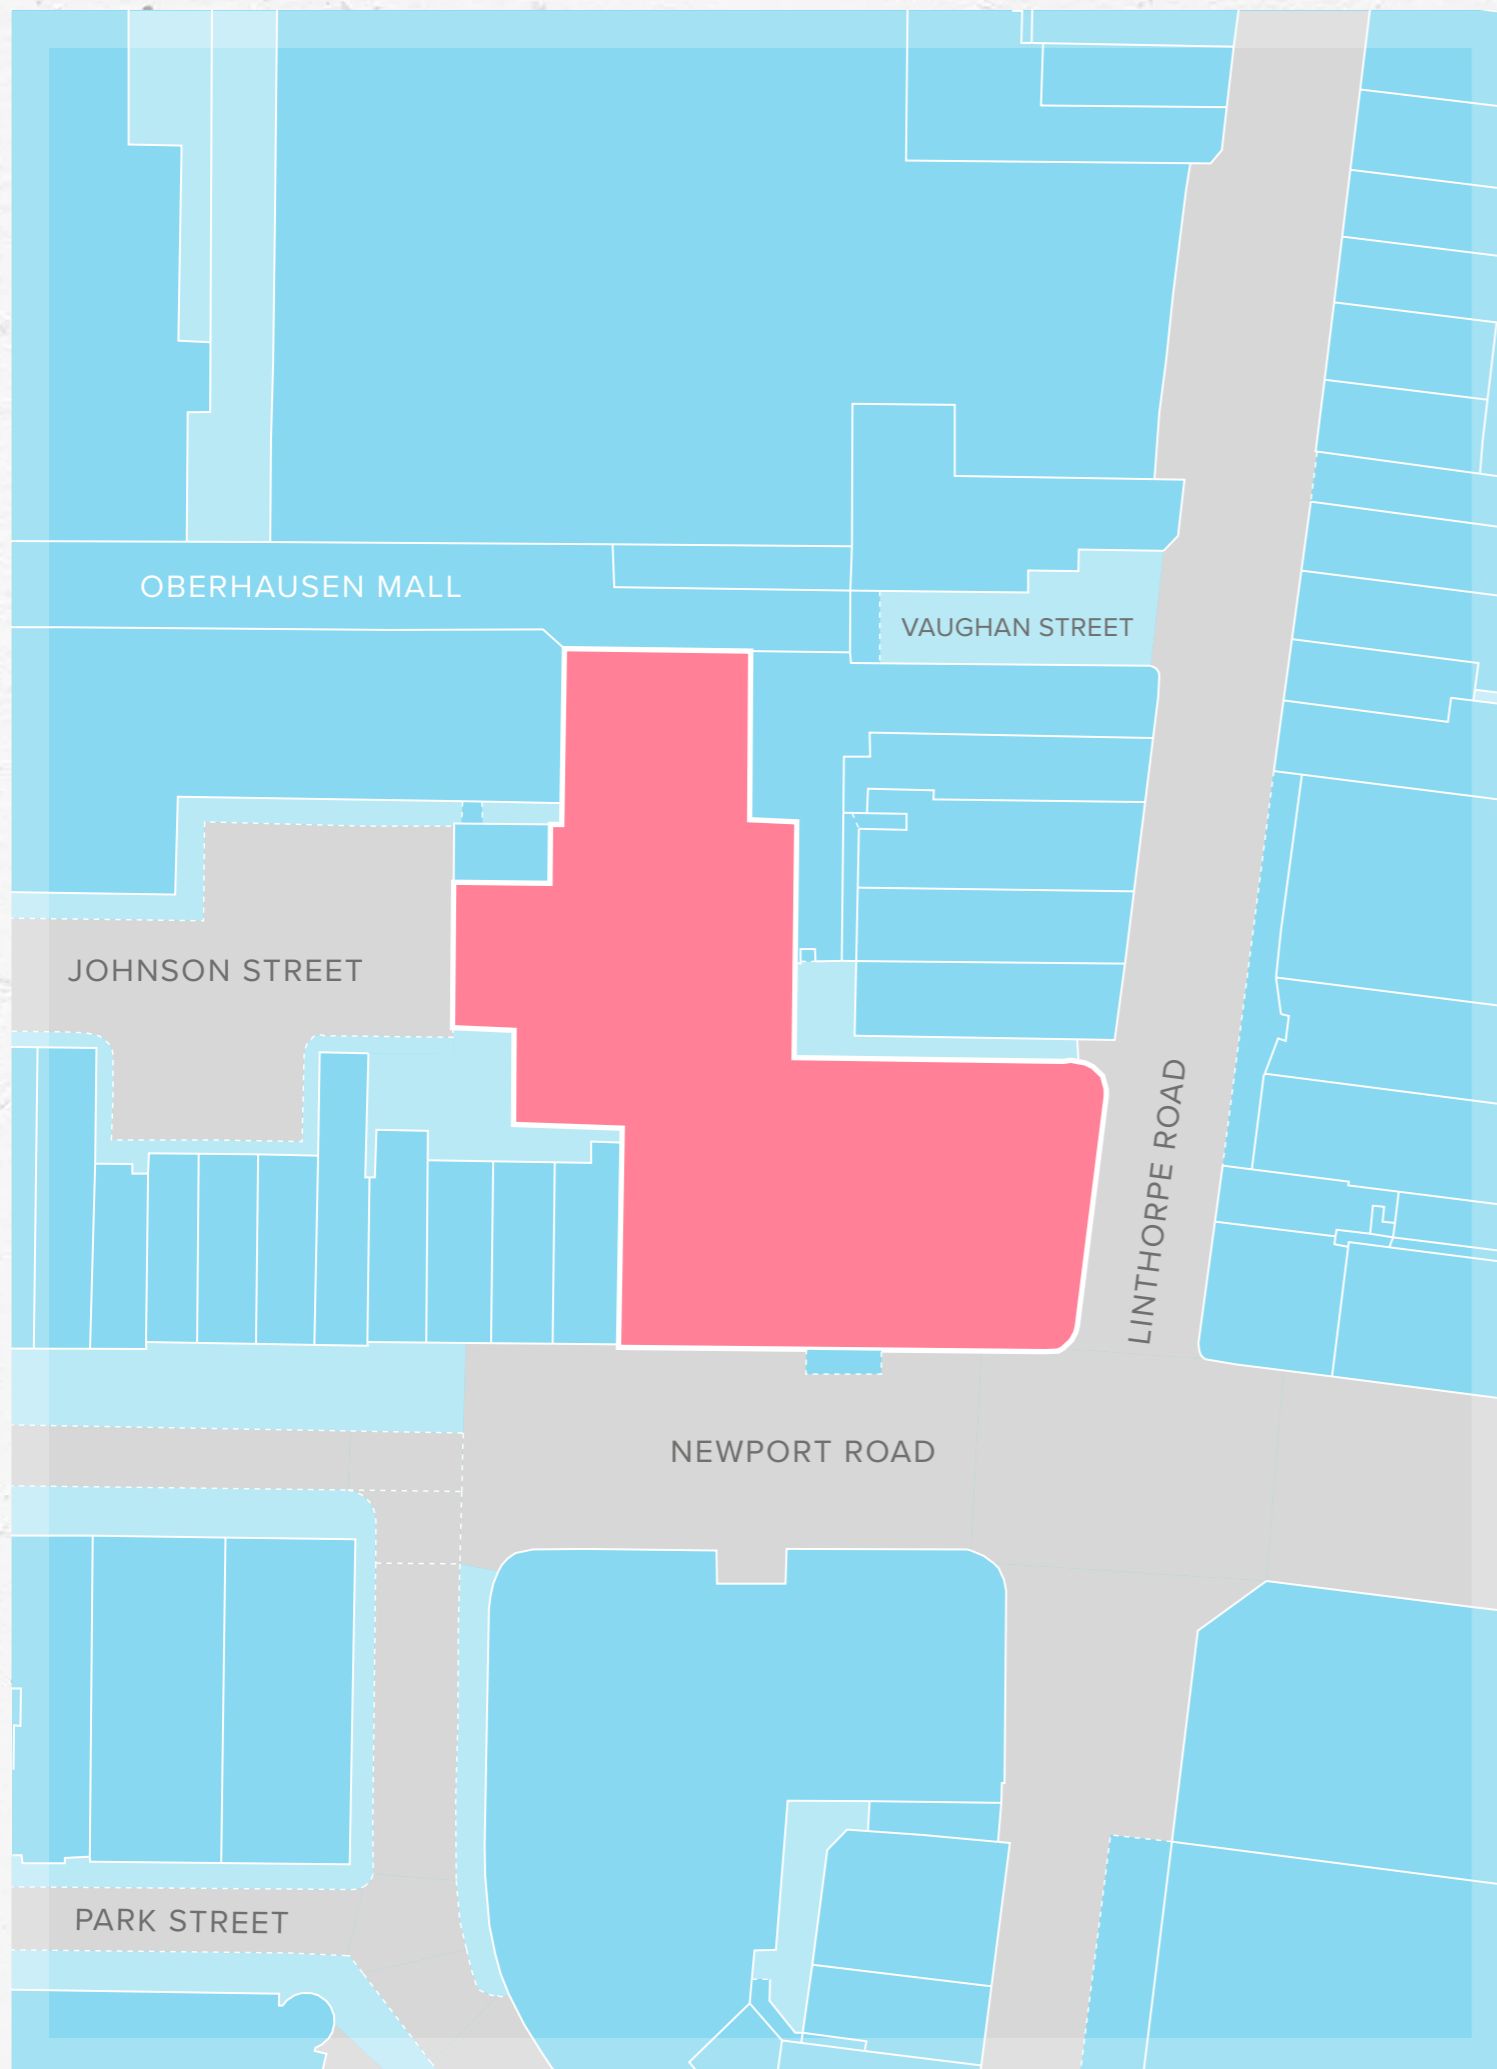 OBERHAUSEN MALL
VAUGHAN STREET
JOHNSON STREET
LINTHORPE ROAD
NEWPORT ROAD
PARK STREET